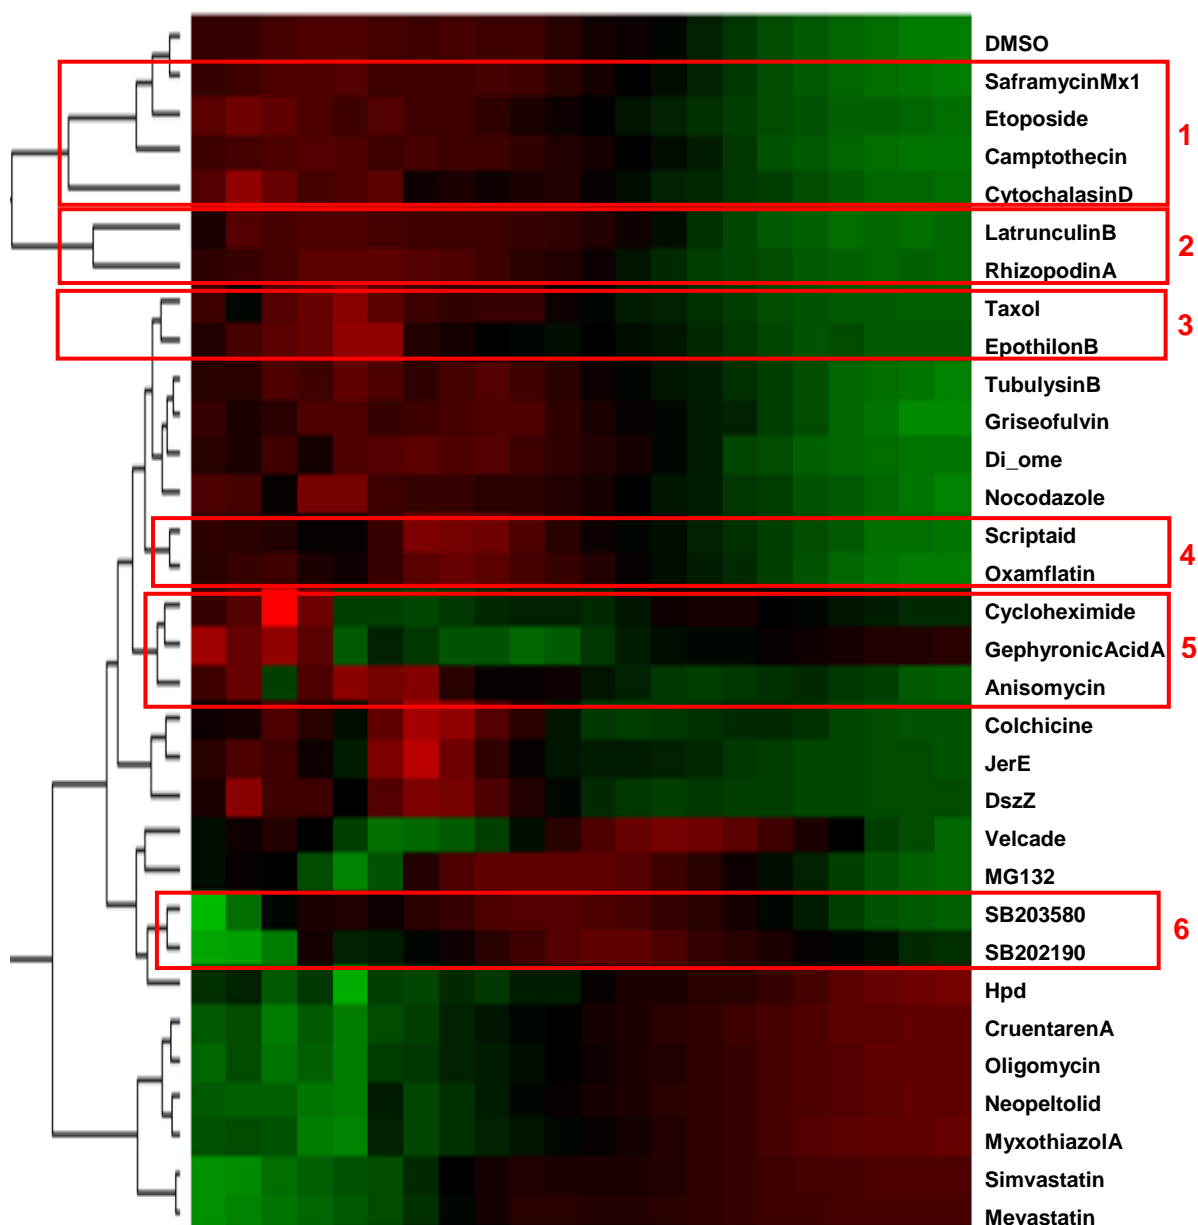 DMSO
SaframycinMx1
Etoposide
1
Camptothecin
CytochalasinD
LatrunculinB
2
RhizopodinA
Taxol
3
EpothilonB
TubulysinB
Griseofulvin
Di_ome
Nocodazole
Scriptaid
4
Oxamflatin
Cycloheximide
GephyronicAcidA
5
Anisomycin
Colchicine
JerE
DszZ
Velcade
MG132
SB203580
6
SB202190
Hpd
CruentarenA
Oligomycin
Neopeltolid
MyxothiazolA
Simvastatin
Mevastatin